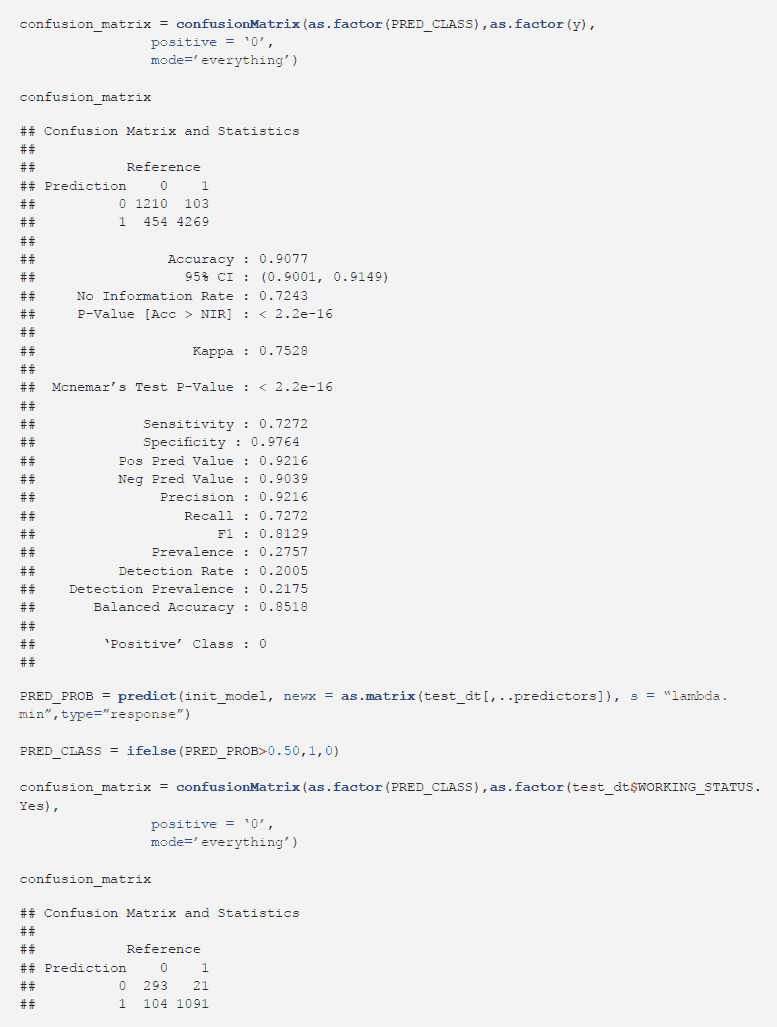 confusion_matrix = confusionMatrix(as.factor(PRED_CLASS),as.factor(y),
positive = ‘0’,
mode=’everything’)
confusion_matrix
## Confusion Matrix and Statistics
##
## Reference
## Prediction 0 1
## 0 1210 103
## 1 454 4269
##
## Accuracy : 0.9077
## 95% CI : (0.9001, 0.9149)
## No Information Rate : 0.7243
## P-Value [Acc > NIR] : < 2.2e-16
##
## Kappa : 0.7528
##
## Mcnemar’s Test P-Value : < 2.2e-16
##
## Sensitivity : 0.7272
## Specificity : 0.9764
## Pos Pred Value : 0.9216
## Neg Pred Value : 0.9039
## Precision : 0.9216
## Recall : 0.7272
## F1 : 0.8129
## Prevalence : 0.2757
## Detection Rate : 0.2005
## Detection Prevalence : 0.2175
## Balanced Accuracy : 0.8518
##
## ‘Positive’ Class : 0
##
PRED_PROB = predict(init_model, newx = as.matrix(test_dt[,..predictors]), s = “lambda.
min”,type=”response”)
PRED_CLASS = ifelse(PRED_PROB>0.50,1,0)
confusion_matrix = confusionMatrix(as.factor(PRED_CLASS),as.factor(test_dt$WORKING_STATUS.
Yes),
positive = ‘0’,
mode=’everything’)
confusion_matrix
## Confusion Matrix and Statistics
##
## Reference
## Prediction 0 1
## 0 293 21
## 1 104 1091